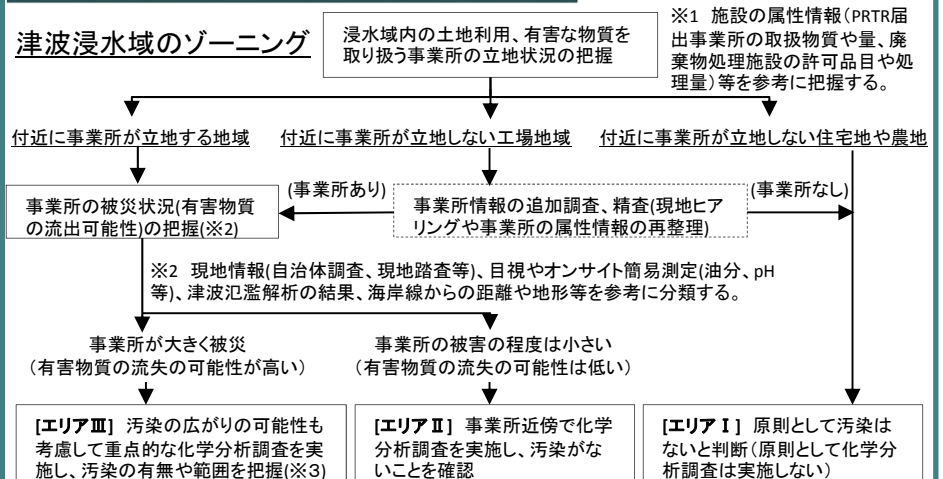 津波浸水域のゾーニング
浸水域内の土地利用、有害な物質を
取り扱う事業所の立地状況の把握
※1 施設の属性情報(PRTR届
出事業所の取扱物質や量、廃
棄物処理施設の許可品目や処
理量)等を参考に把握する。
付近に事業所が立地する地域
付近に事業所が立地しない工場地域
付近に事業所が立地しない住宅地や農地
事業所の被災状況(有害物質
の流出可能性)の把握(※2)
(事業所あり)
事業所情報の追加調査、精査(現地ヒア
リングや事業所の属性情報の再整理)
(事業所なし)
※2 現地情報(自治体調査、現地踏査等)、目視やオンサイト簡易測定(油分、pH
等)、津波氾濫解析の結果、海岸線からの距離や地形等を参考に分類する。
事業所が大きく被災
(有害物質の流失の可能性が高い)
事業所の被害の程度は小さい
(有害物質の流失の可能性は低い)
[エリアⅢ] 汚染の広がりの可能性も
考慮して重点的な化学分析調査を実
施し、汚染の有無や範囲を把握(※3)
[エリアⅡ] 事業所近傍で化学
分析調査を実施し、汚染がな
いことを確認
[エリアⅠ] 原則として汚染は
ないと判断(原則として化学分
析調査は実施しない)